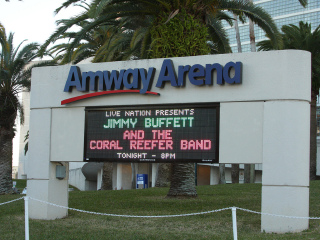 Amway Arena
LIVE NATION PRESENTS
JIMMY BUFFETT
AND THE
CORAL REEFER BAND
TONIGHT - 8PM